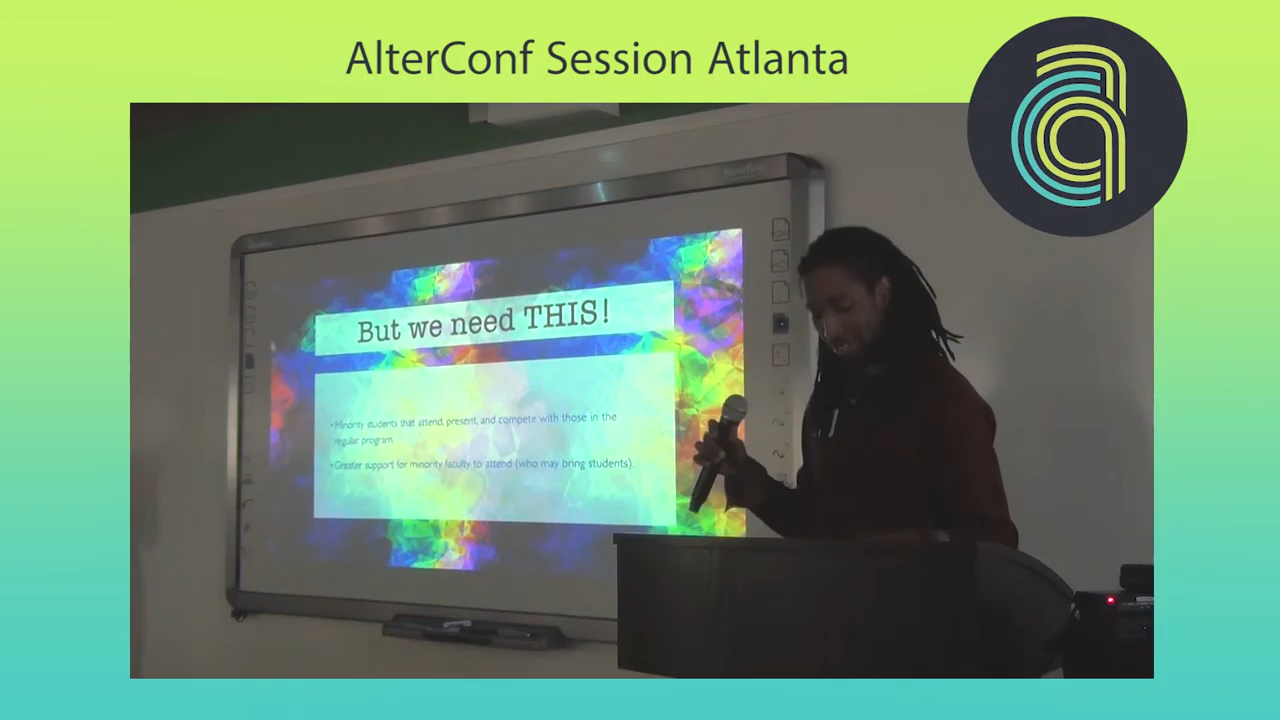 AlterConf Session Atlanta
But we need THIS!
• Minority students that attend, present, and compete with those in the
regular program.
• Greater support for minority faculty to attend (who may bring students).